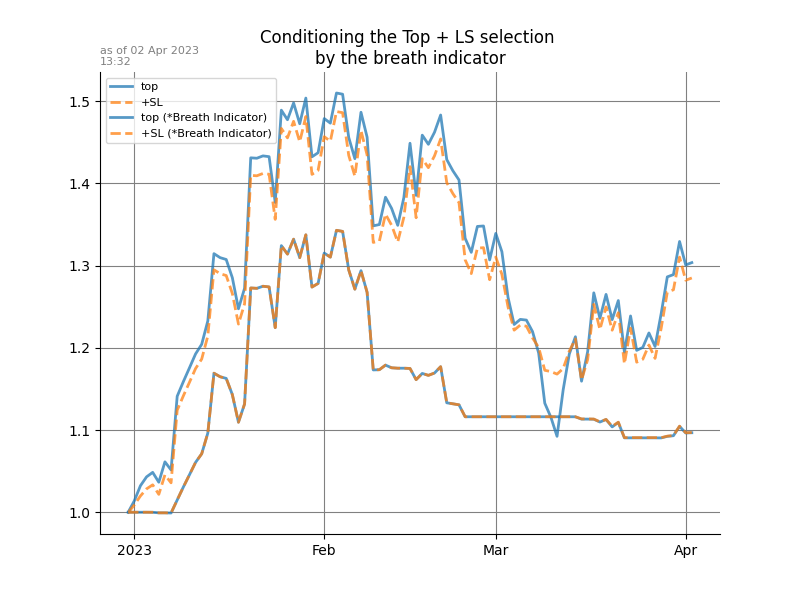 Conditioning the Top + LS selection
by the breath indicator
as of 02 Apr 2023
13:32
top
+SL
top (*Breath Indicator)
+SL (*Breath Indicator)
1.5
1.4
1.3
1.2
1.1
1.0
2023 Feb Mar Apr